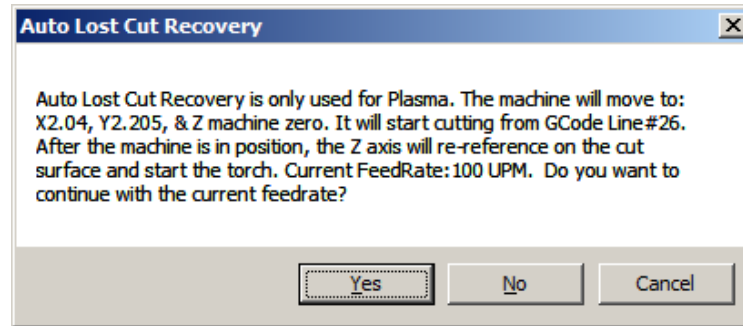 Auto Lost Cut Recovery
Auto Lost Cut Recovery is only used for Plasma. The machine will move to:
X2.04, Y2.205, & Z machine zero. It will start cutting from GCode Line#26.
After the machine is in position, the Z axis will re-reference on the cut
surface and start the torch. Current FeedRate:100 UPM.  Do you want to
continue with the current feedrate?
Yes
No
Cancel